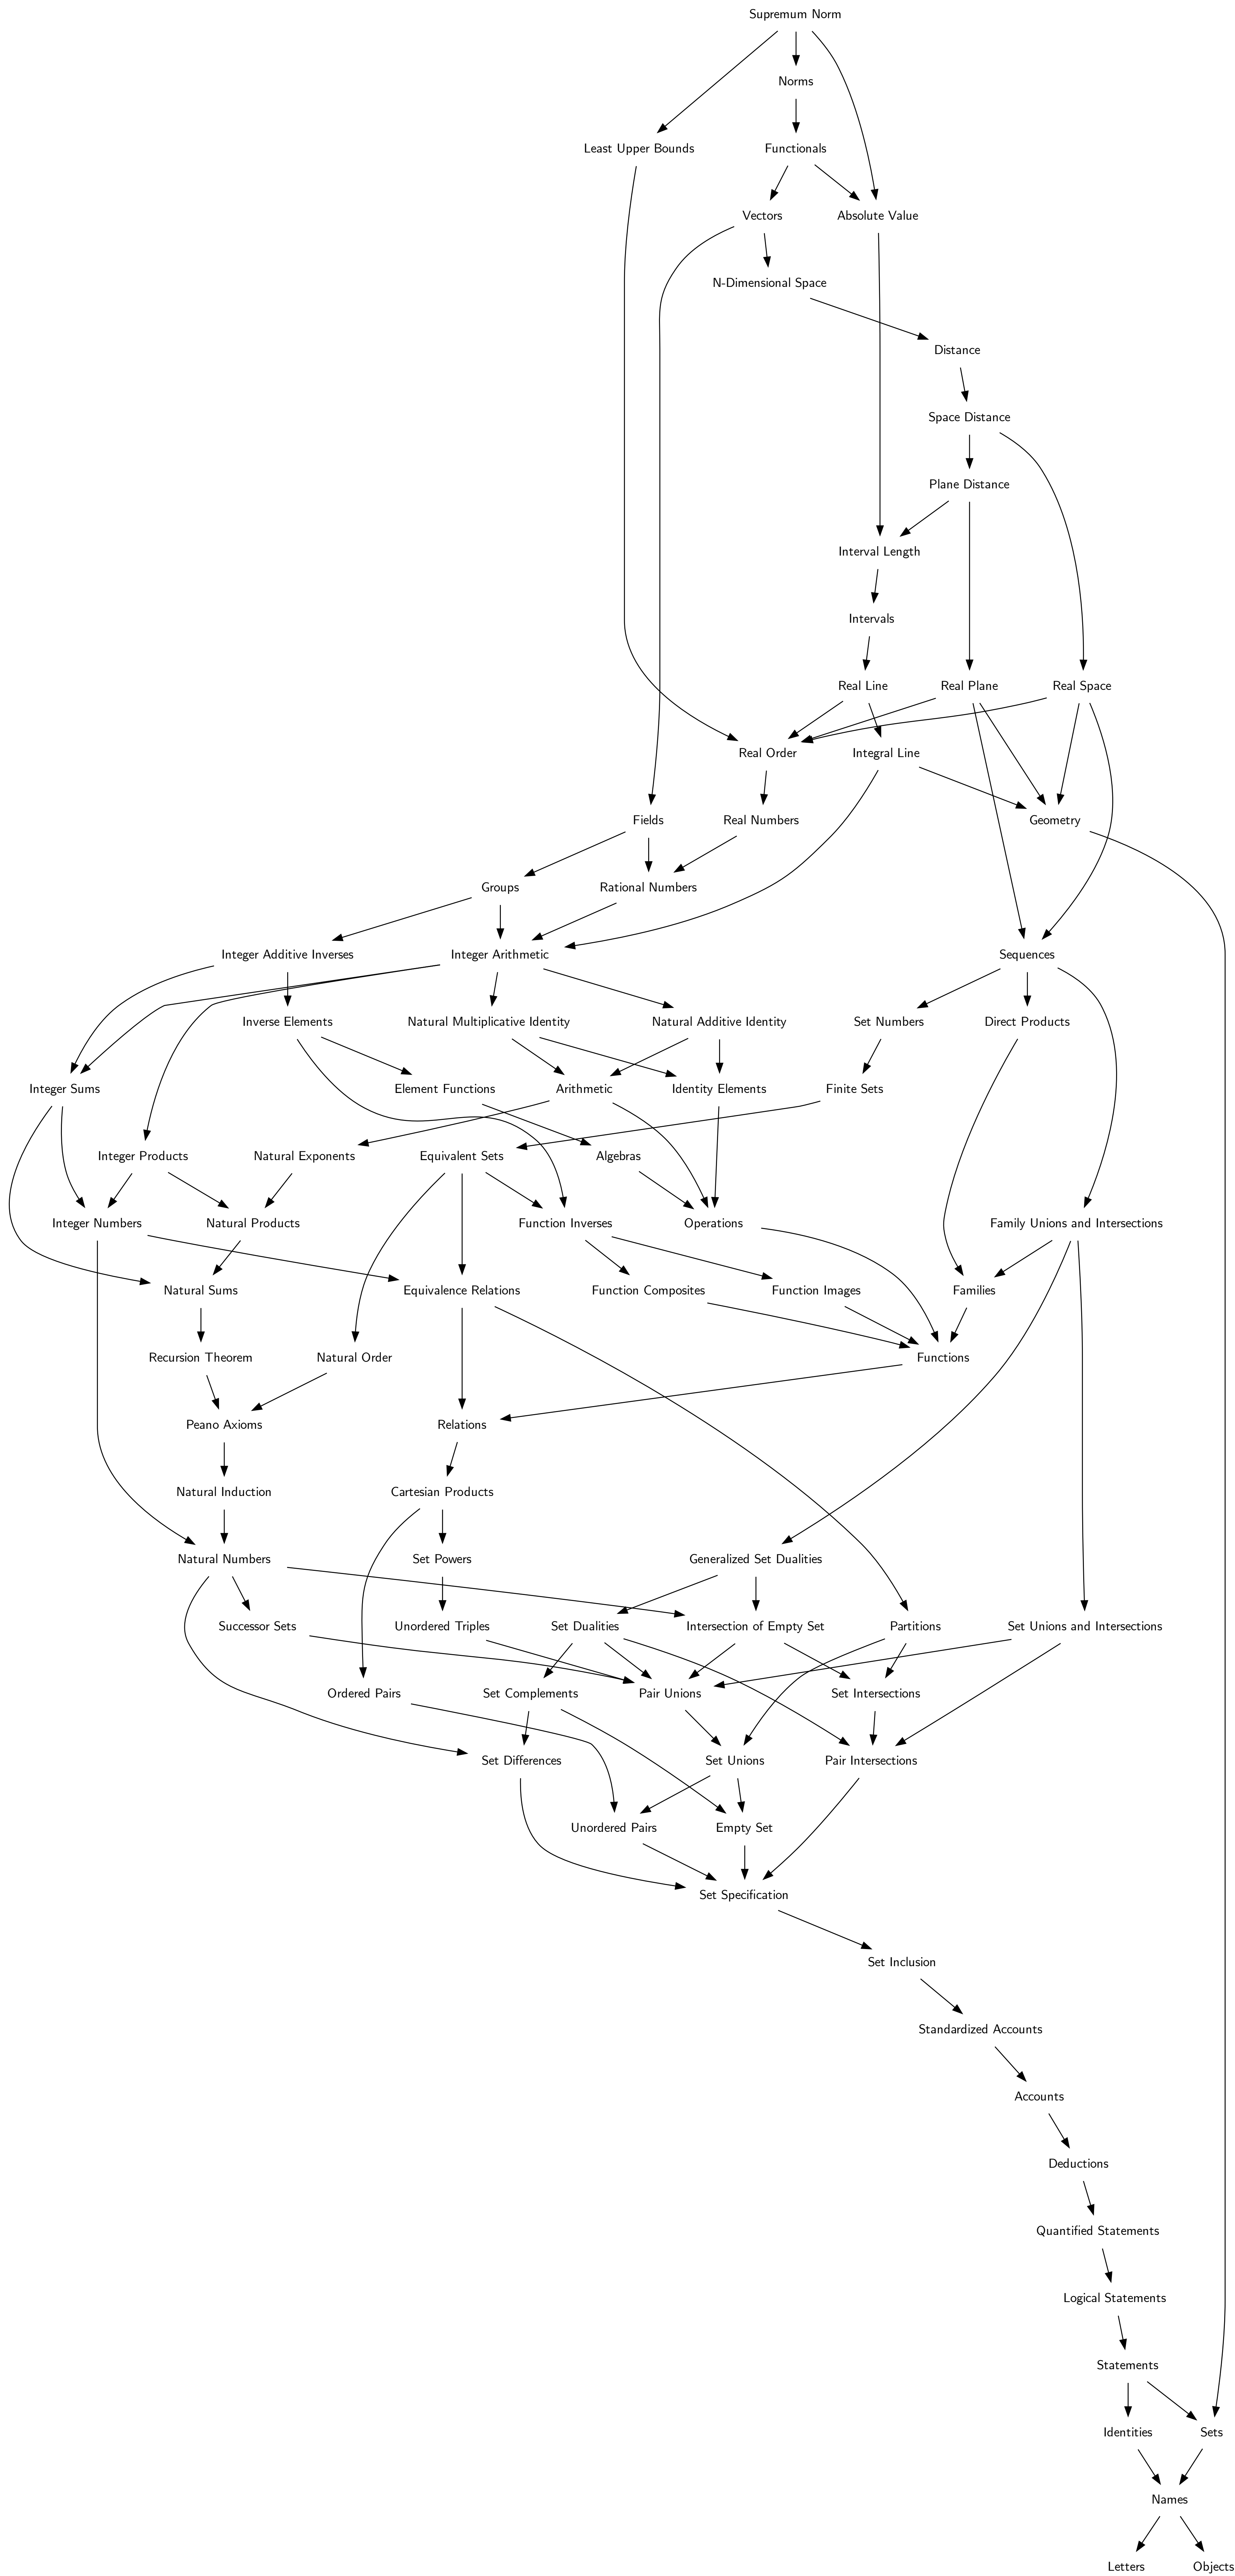 Supremum Norm
Norms
Least Upper Bounds
Functionals
Vectors
Absolute Value
N-Dimensional Space
Distance
Space Distance
Plane Distance
Interval Length
Intervals
Real Line
Real Plane
Real Space
Real Order
Integral Line
Fields
Real Numbers
Geometry
Groups
Rational Numbers
Integer Additive Inverses
Integer Arithmetic
Sequences
Inverse Elements
Natural Multiplicative Identity
Natural Additive Identity
Set Numbers
Direct Products
Integer Sums
Element Functions
Arithmetic
Identity Elements
Finite Sets
Integer Products
Natural Exponents
Equivalent Sets
Algebras
Integer Numbers
Natural Products
Function Inverses
Operations
Family Unions and Intersections
Natural Sums
Equivalence Relations
Function Composites
Function Images
Families
Recursion Theorem
Natural Order
Functions
Peano Axioms
Relations
Natural Induction
Cartesian Products
Natural Numbers
Set Powers
Generalized Set Dualities
Successor Sets
Unordered Triples
Set Dualities
Intersection of Empty Set
Partitions
Set Unions and Intersections
Ordered Pairs
Set Complements
Pair Unions
Set Intersections
Set Differences
Set Unions
Pair Intersections
Unordered Pairs
Empty Set
Set Specification
Set Inclusion
Standardized Accounts
Accounts
Deductions
Quantified Statements
Logical Statements
Statements
Identities
Sets
Names
Letters
Objects